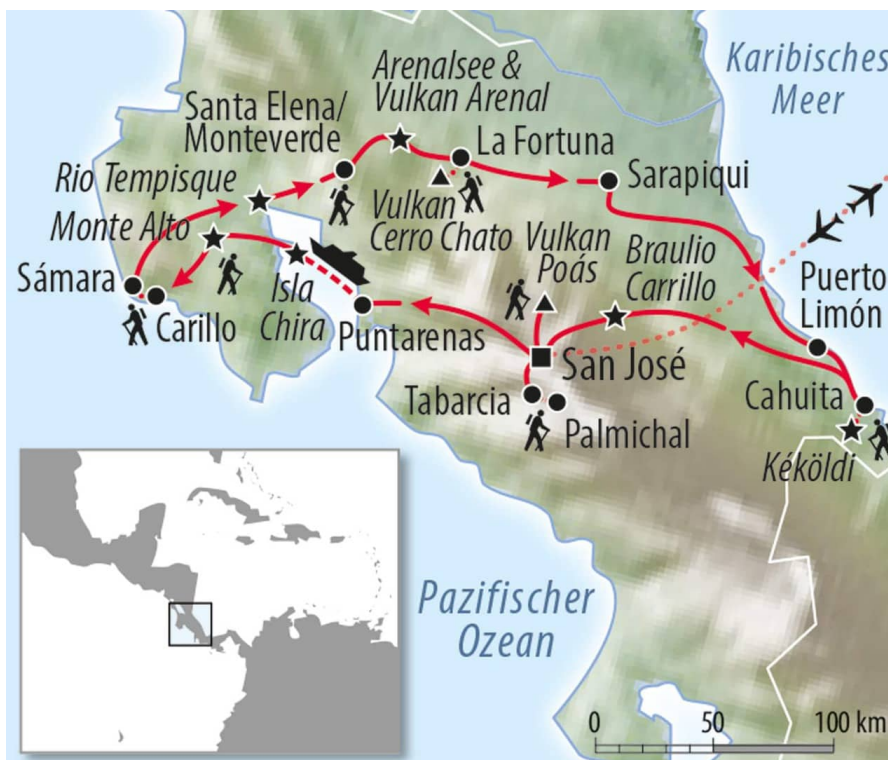 Karibisches
Meer
Arenalsee &
Vulkan Arenal
Santa Elena/
Monteverde
La Fortuna
Rio Tempisque
Sarapiqui
Vulkan
Cerro Chato
Monte Alto
Vulkan
Poás
Braulio
Carrillo
Sámara
Carillo
Isla
Chira
Puntarenas
Puerto
Limón
San José
Tabarcia
Palmichal
Cahuita
Kéköldi
Pazifischer
Ozean
0 50 100 km